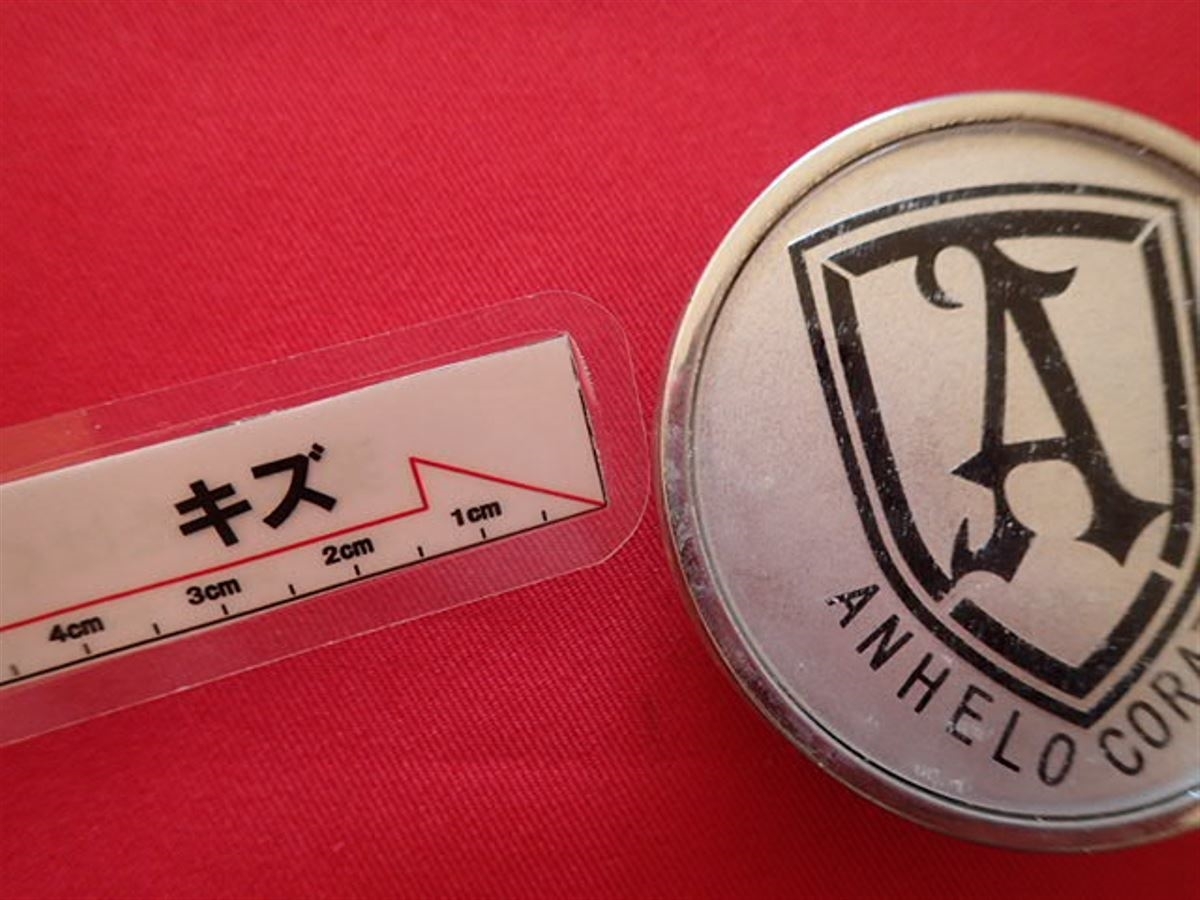 キズ
1cm
2cm
3cm
4cm
A
ANHELO CORA